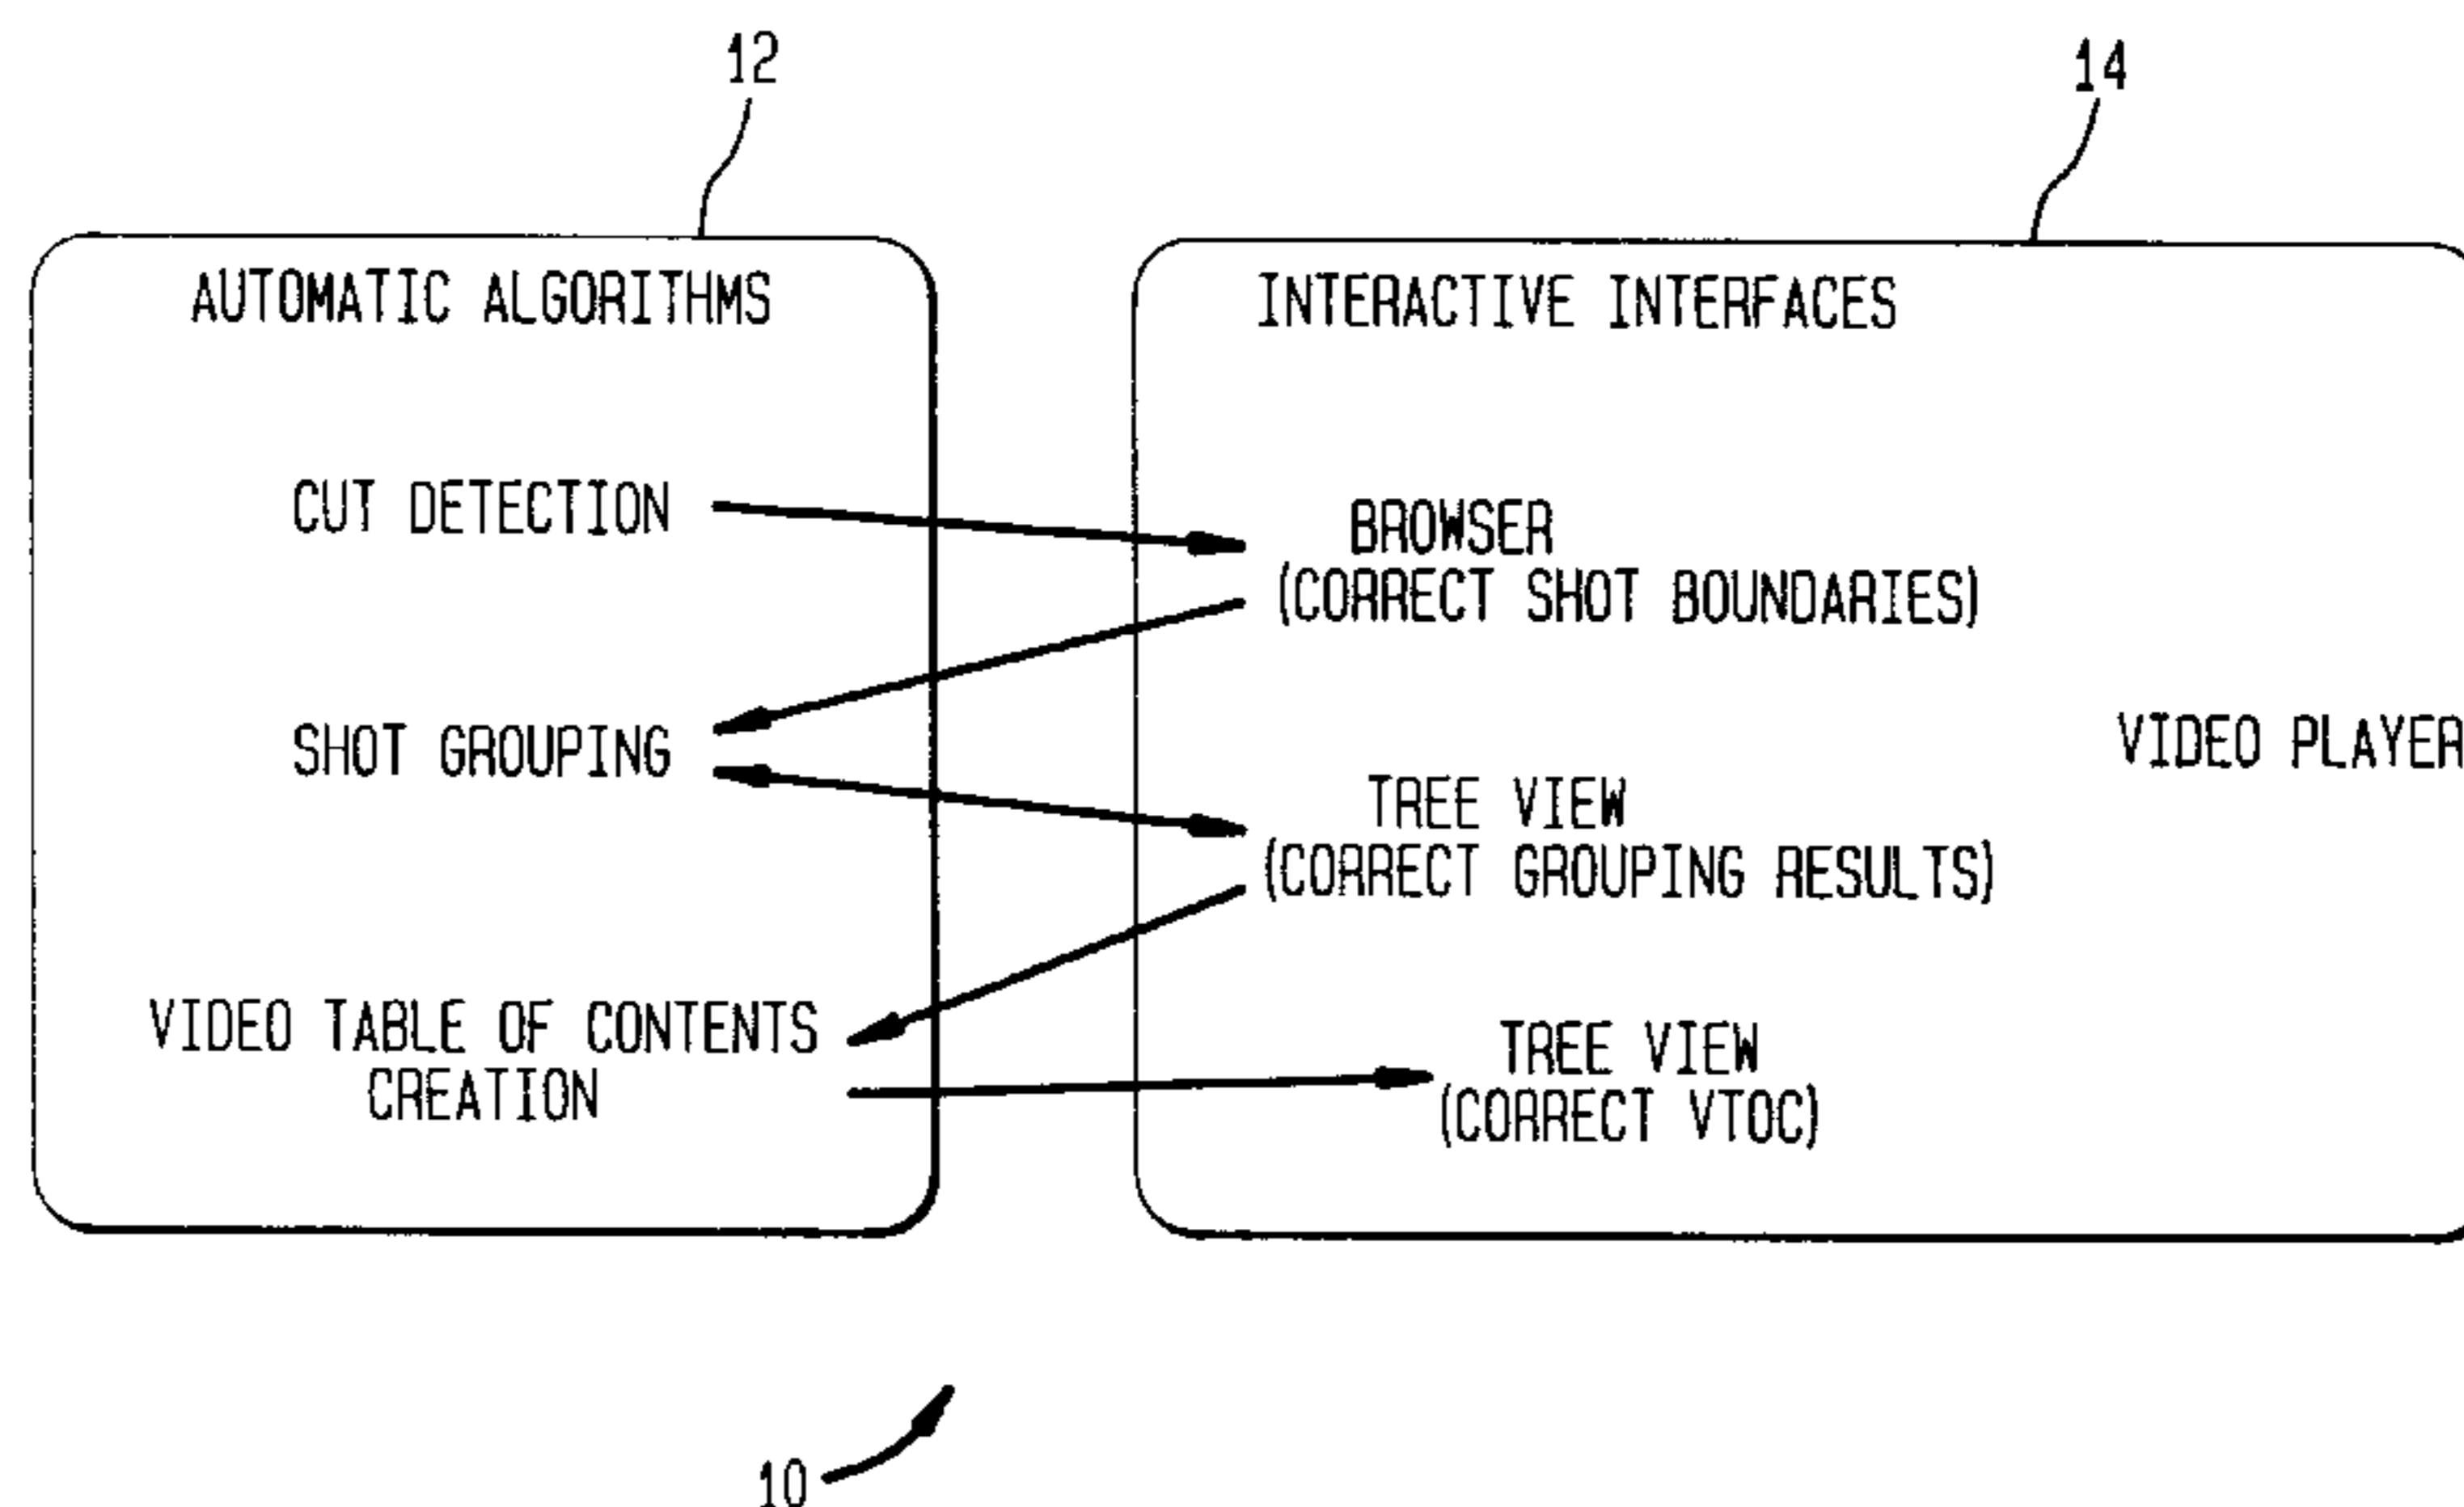 12
14
AUTOMATIC ALGORITHMS
CUT DETECTION
SHOT GROUPING
VIDEO TABLE OF CONTENTS
CREATION
INTERACTIVE INTERFACES
BROWSER
(CORRECT SHOT BOUNDARIES)
VIDEO PLAYER
TREE VIEW
(CORRECT GROUPING RESULTS)
TREE VIEW
(CORRECT VTOC)
10